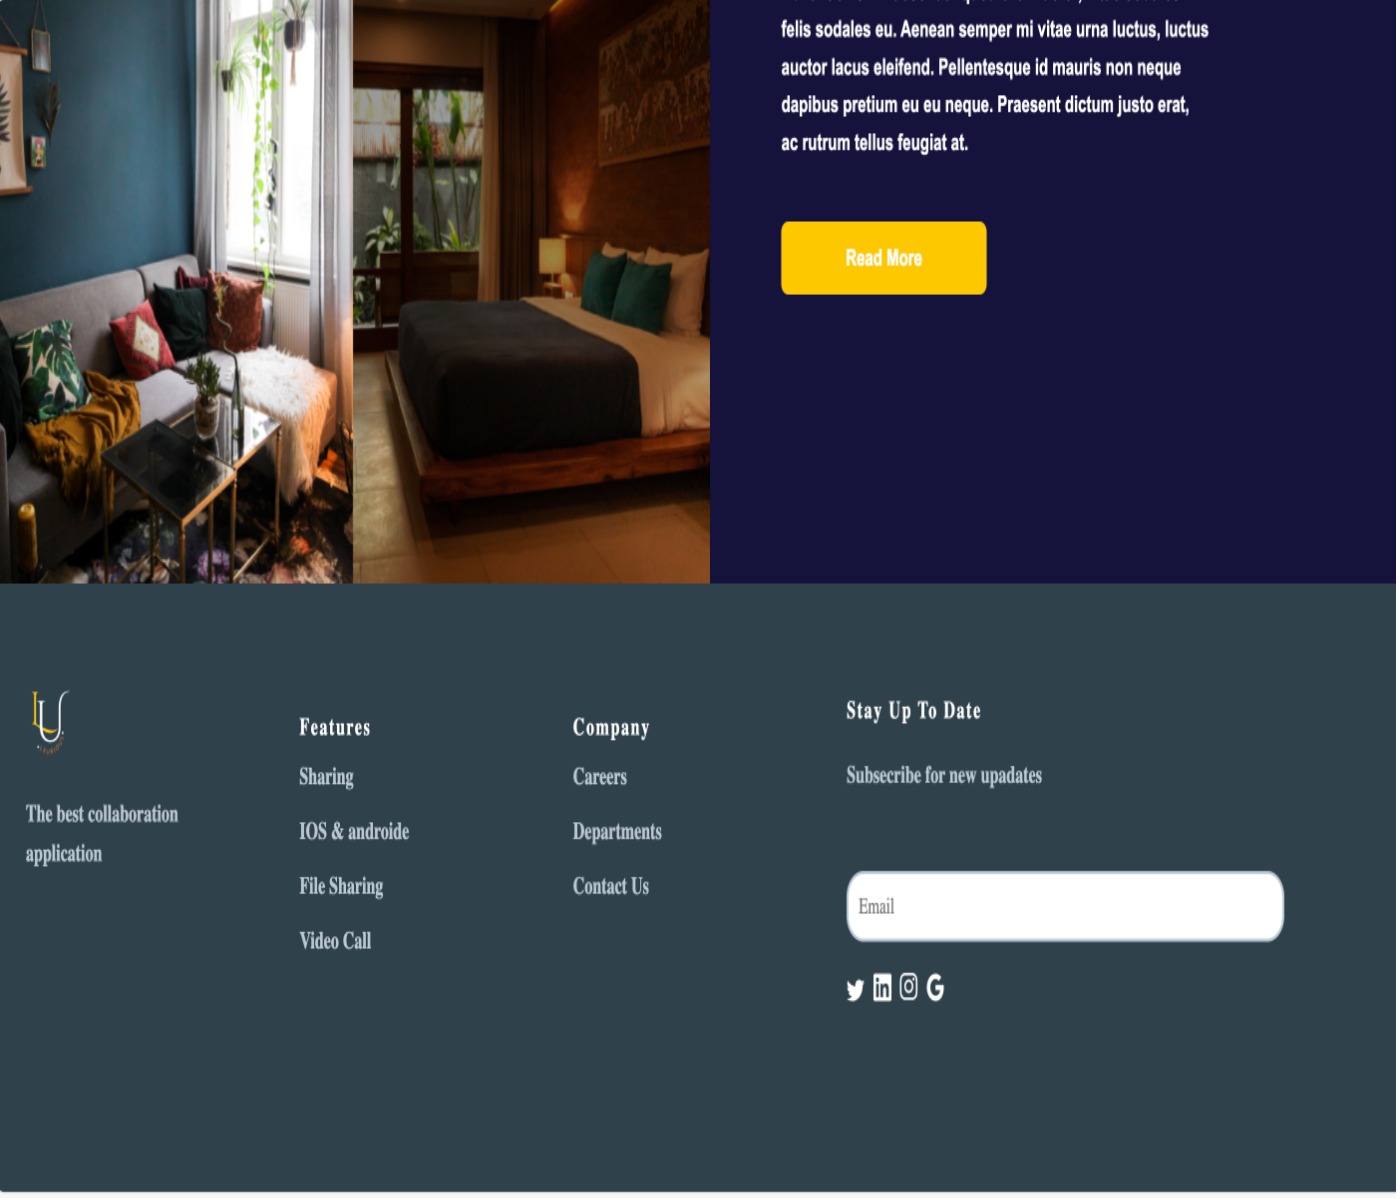 felis sodales eu. Aenean semper mi vitae urna luctus, luctus
auctor lacus eleifend. Pellentesque id mauris non neque
dapibus pretium eu eu neque. Praesent dictum justo erat,
ac rutrum tellus feugiat at.
Read More
LU
The best collaboration
application
Features
Sharing
IOS & androide
File Sharing
Video Call
Company
Careers
Departments
Contact Us
Stay Up To Date
Subsecribe for new upadates
Email